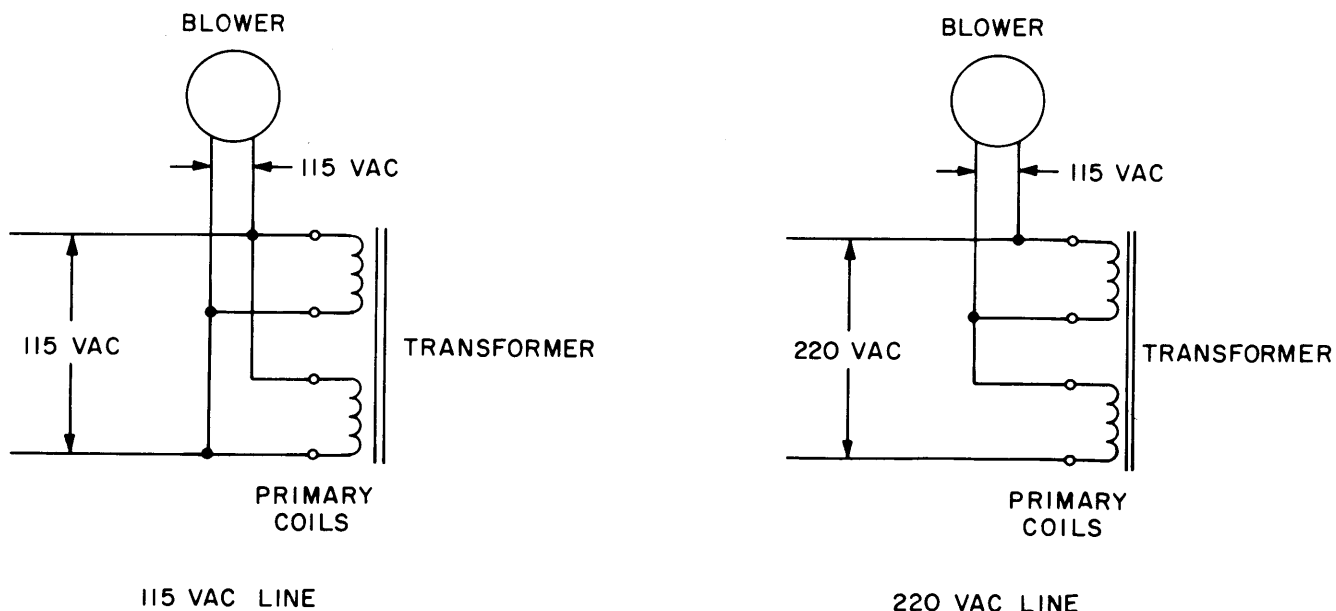 BLOWER
115 VAC
115 VAC
TRANSFORMER
PRIMARY
COILS
115 VAC LINE
BLOWER
115 VAC
220 VAC
TRANSFORMER
PRIMARY
COILS
220 VAC LINE